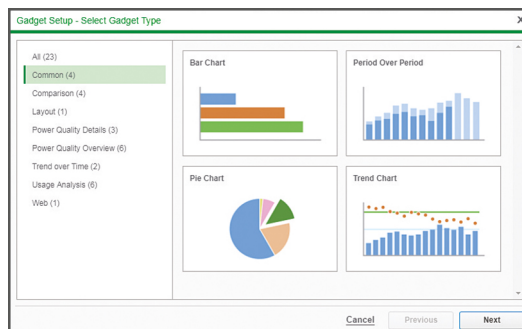 Gadget Setup - Select Gadget Type
All (23)
Common (4)
Comparison (4)
Layout (1)
Power Quality Details (3)
Power Quality Overview (6)
Trend over Time (2)
Usage Analysis (6)
Web (1)
Bar Chart
Period Over Period
Pie Chart
Trend Chart
Cancel
Previous
Next